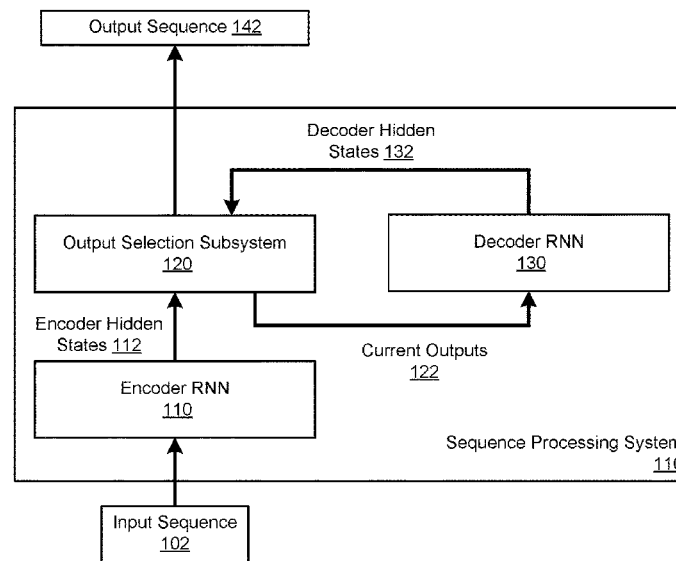 Output Sequence 142
Decoder Hidden
States 132
Output Selection Subsystem
120
Decoder RNN
130
Encoder Hidden
States 112
Current Outputs
122
Encoder RNN
110
Sequence Processing System
116
Input Sequence
102